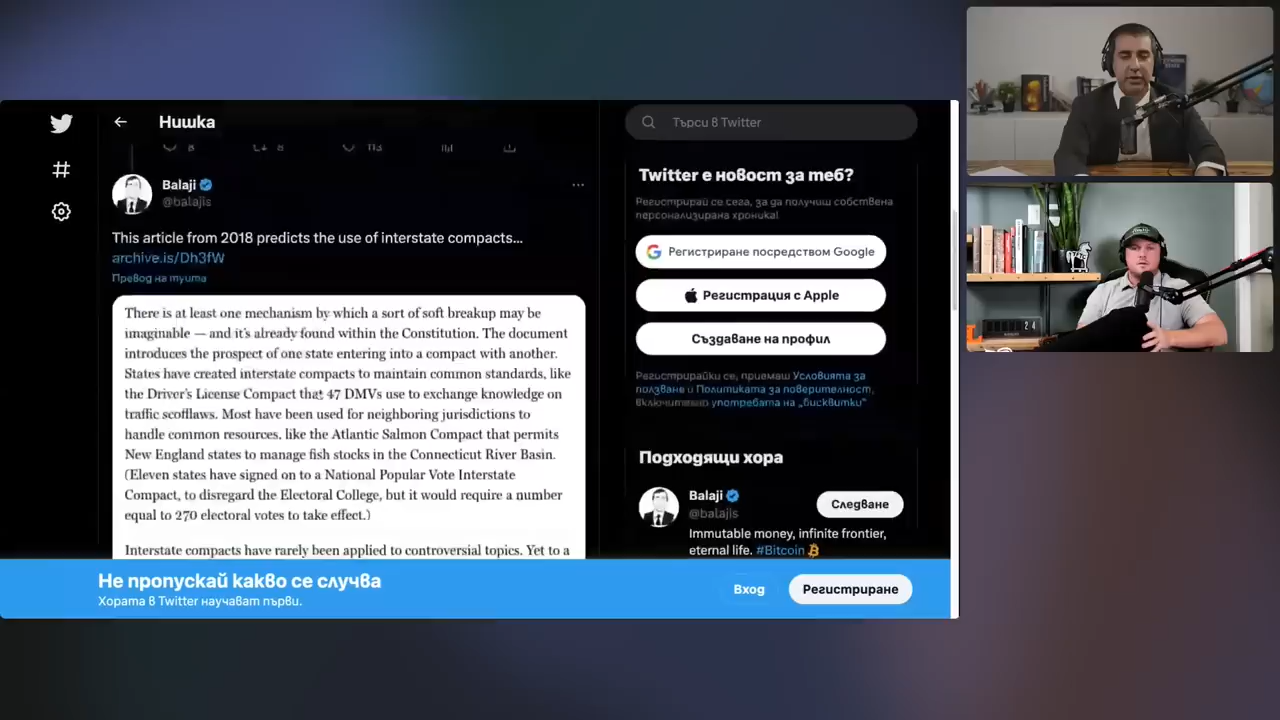 Нишка
8
8
113
Balaji
@balajis
This article from 2018 predicts the use of interstate compacts...
archive.is/Dh3fW
Превод на туита
There is at least one mechanism by which a sort of soft breakup may be
imaginable — and it's already found within the Constitution. The document
introduces the prospect of one state entering into a compact with another.
States have created interstate compacts to maintain common standards, like
the Driver's License Compact that 47 DMVs use to exchange knowledge on
traffic scofflaws. Most have been used for neighboring jurisdictions to
handle common resources, like the Atlantic Salmon Compact that permits
New England states to manage fish stocks in the Connecticut River Basin.
(Eleven states have signed on to a National Popular Vote Interstate
Compact, to disregard the Electoral College, but it would require a number
equal to 270 electoral votes to take effect.)
Interstate compacts have rarely been applied to controversial topics. Yet to a
Търси в Twitter
Twitter е новост за теб?
Регистрирай се сега, за да получиш собствена
персонализирана хроника!
Регистриране посредством Google
Регистрация с Apple
Създаване на профил
Регистрирайки се, приемаш Условията за
ползване и Политиката за поверителност,
включително употребата на „бисквитки“
Подходящи хора
Balaji
@balajis
Следване
Immutable money, infinite frontier,
eternal life. #Bitcoin
Не пропускай какво се случва
Хората в Twitter научават първи.
Вход
Регистриране